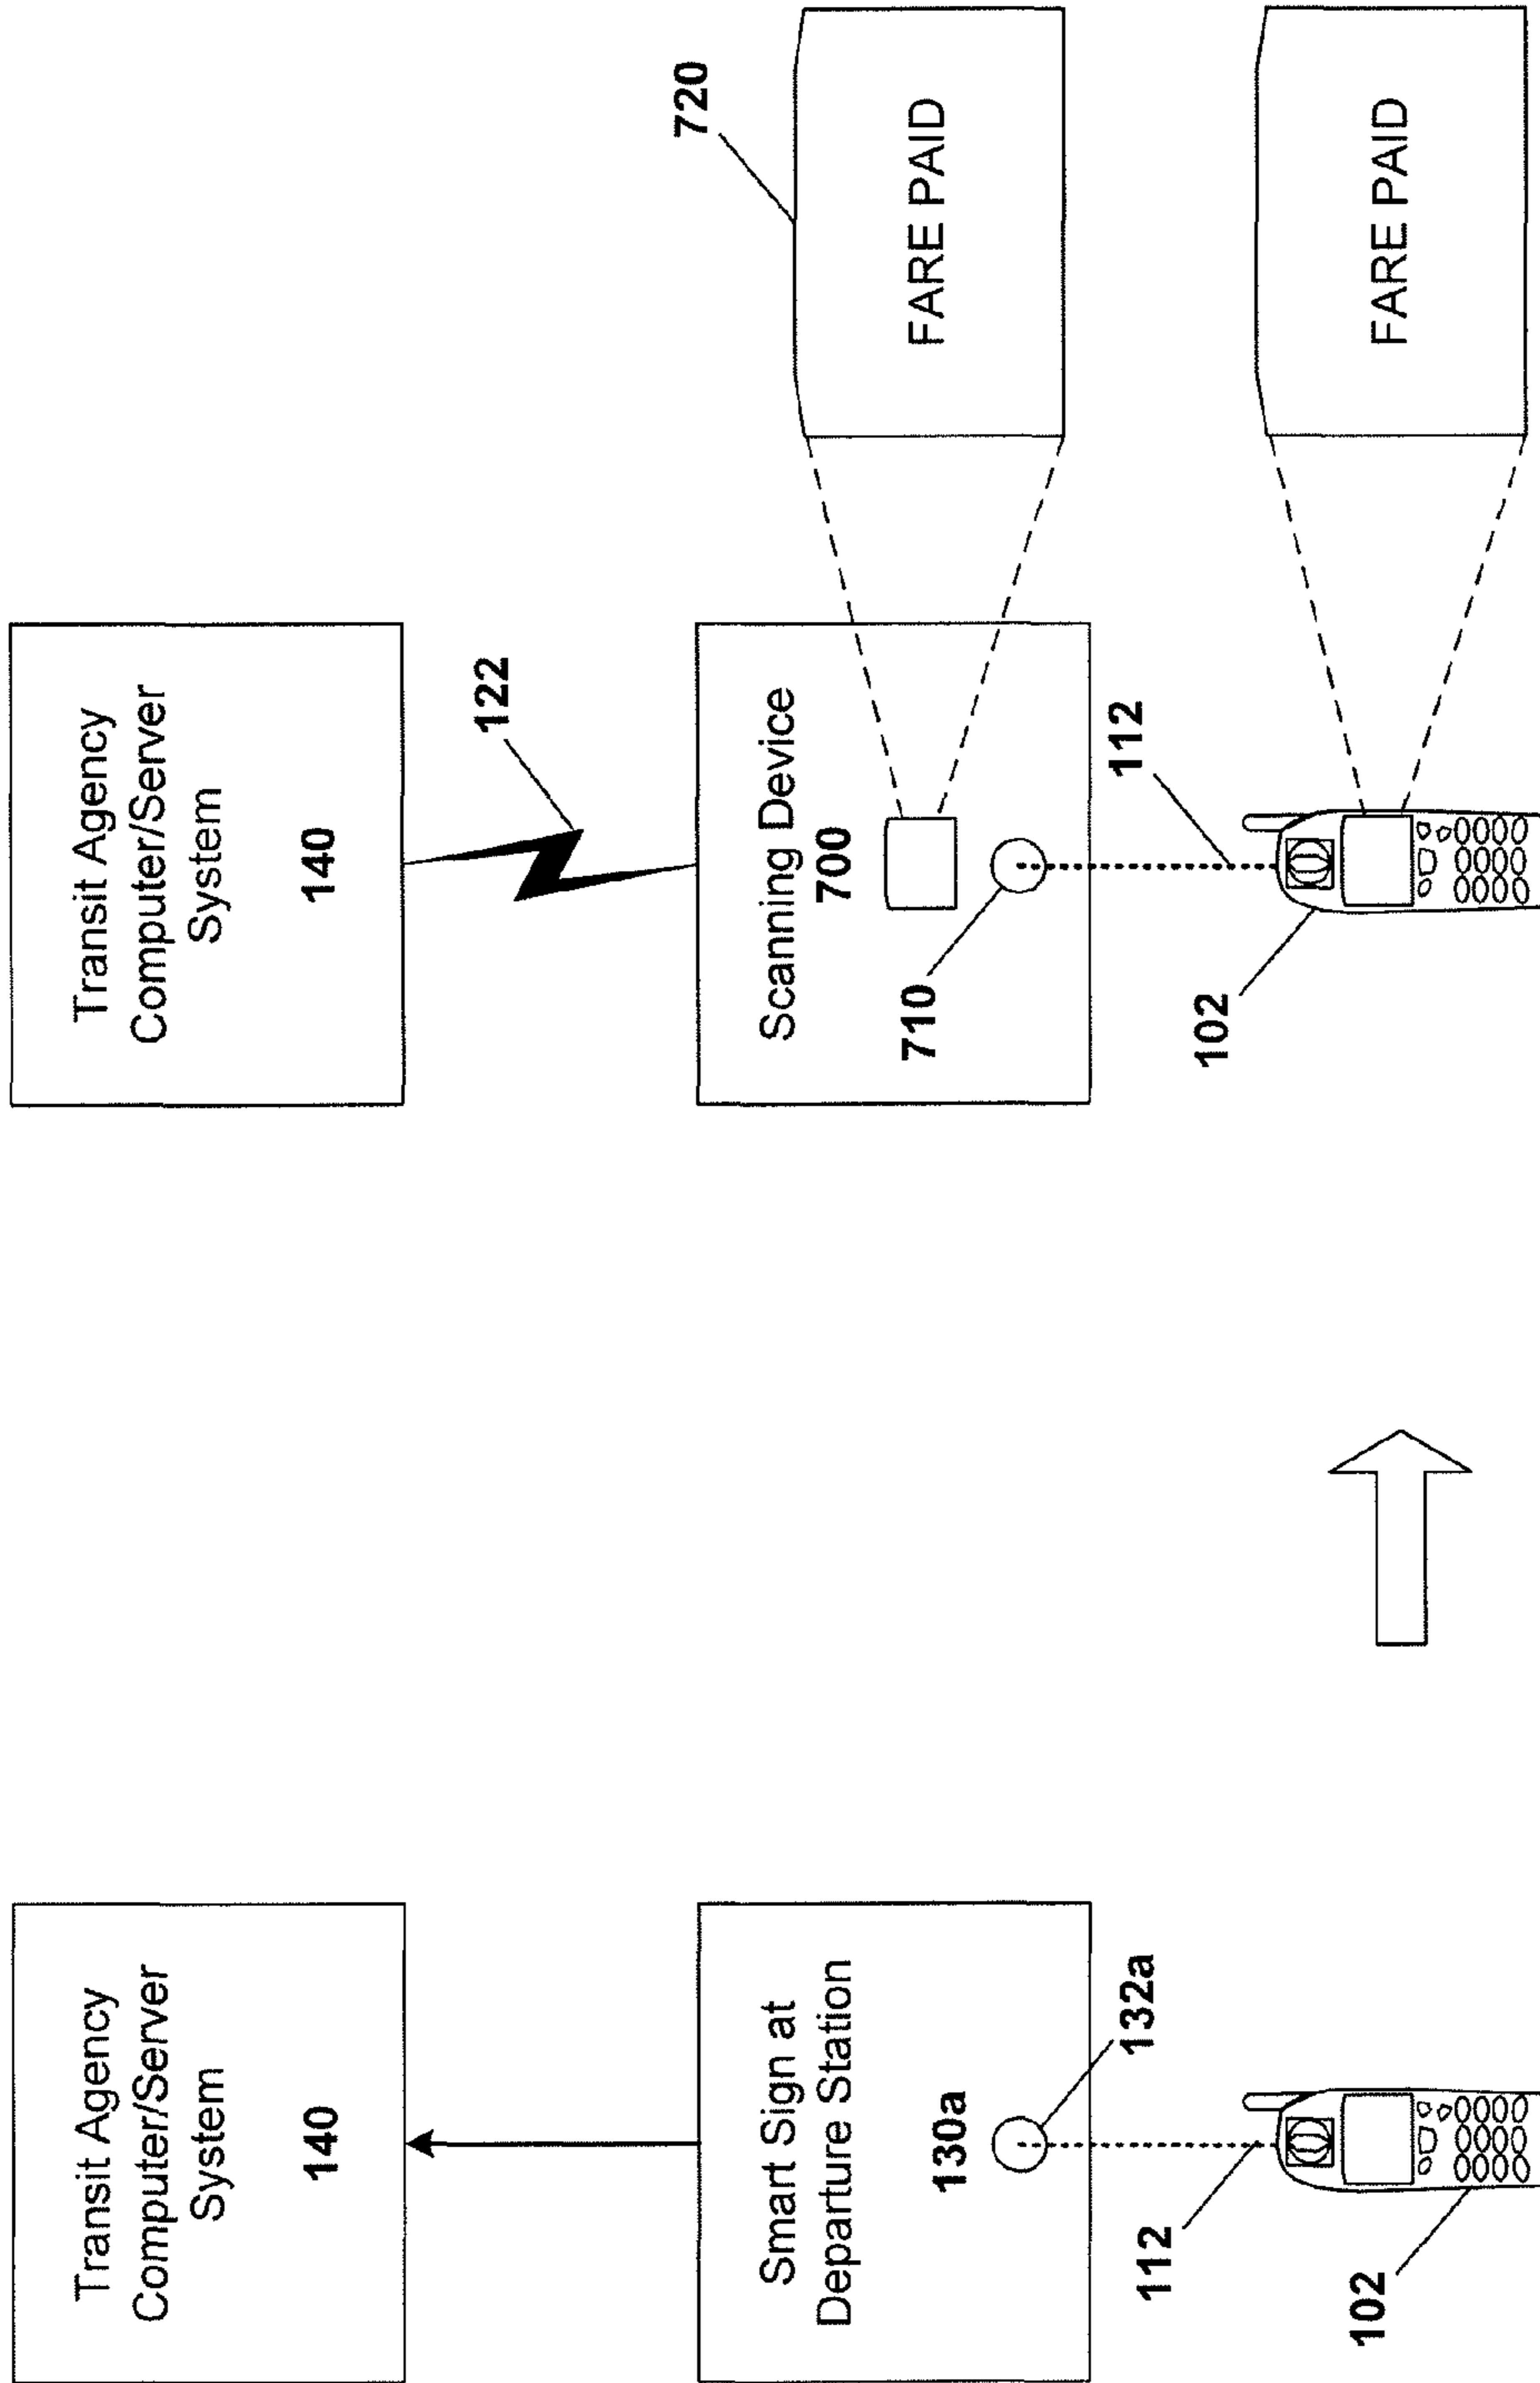 Transit Agency
Computer/Server
System
140
Smart Sign at
Departure Station
130a
132a
112
102
Transit Agency
Computer/Server
System
140
122
Scanning Device
700
710
112
102
720
FARE PAID
FARE PAID